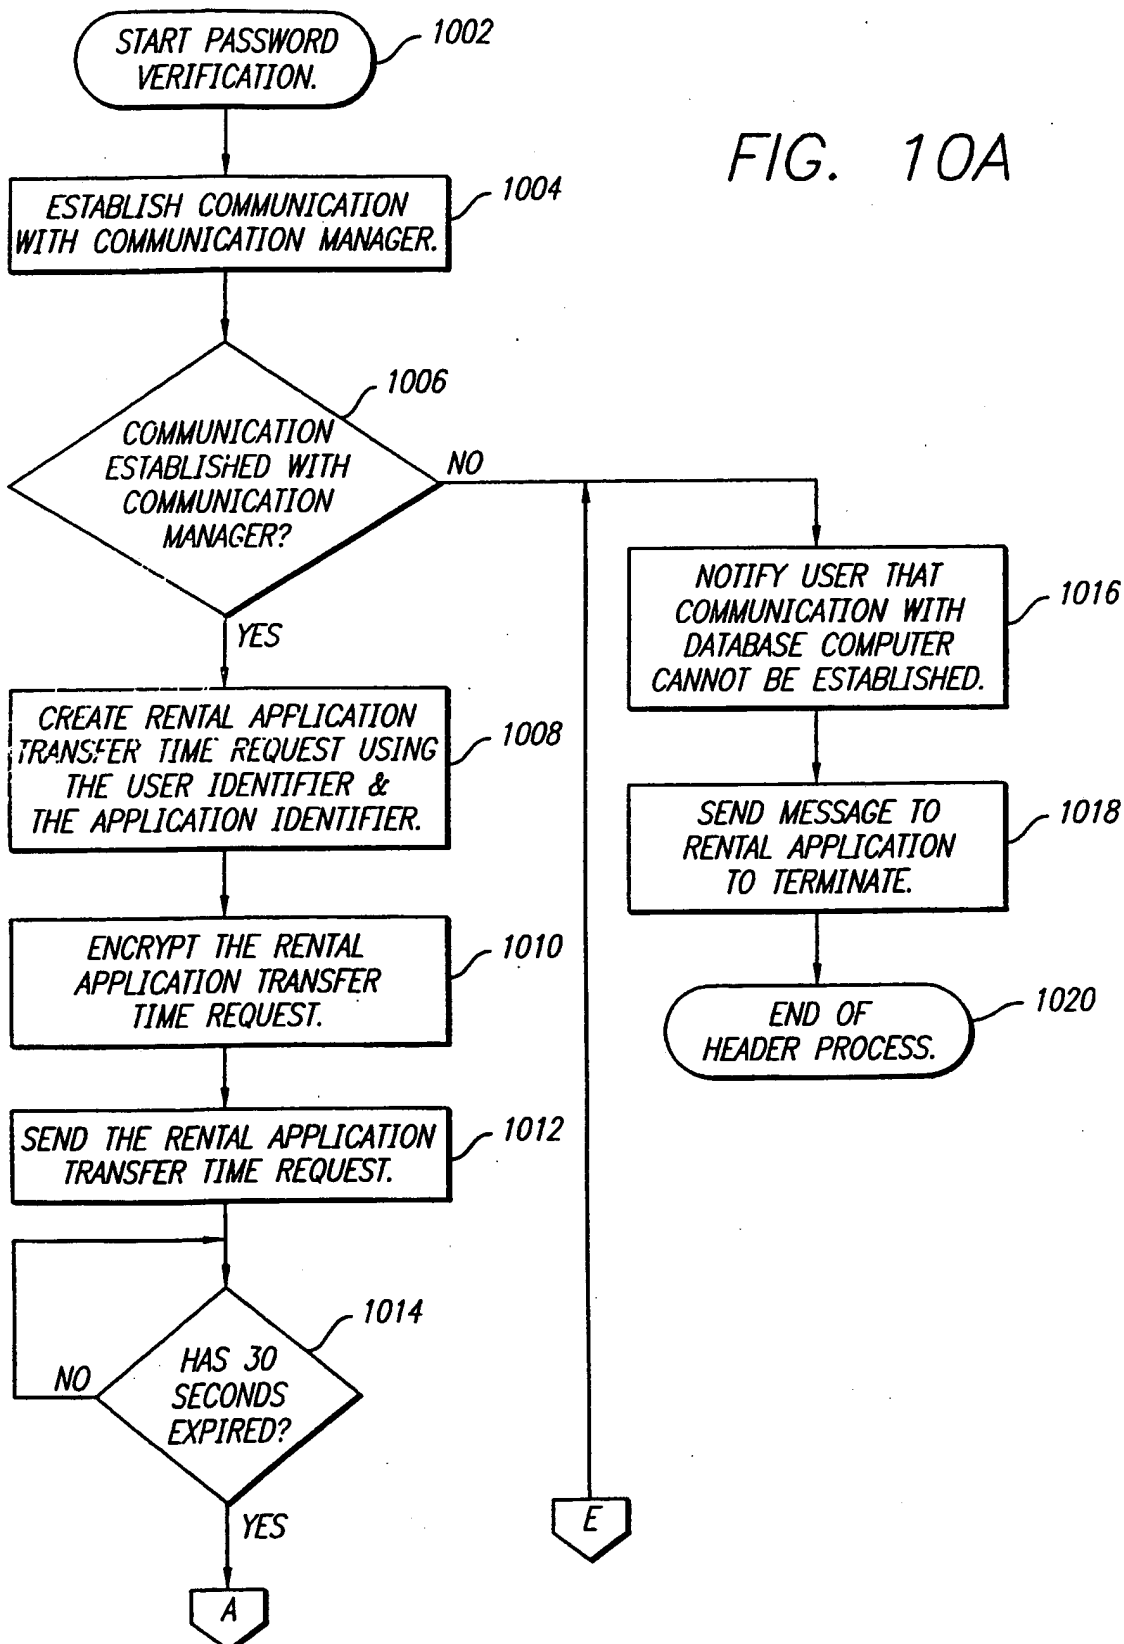 START PASSWORD
VERIFICATION.
1002
FIG. 10A
ESTABLISH COMMUNICATION
WITH COMMUNICATION MANAGER.
1004
COMMUNICATION
ESTABLISHED WITH
COMMUNICATION
MANAGER?
1006
NO
YES
NOTIFY USER THAT
COMMUNICATION WITH
DATABASE COMPUTER
CANNOT BE ESTABLISHED.
1016
CREATE RENTAL APPLICATION
TRANSFER TIME REQUEST USING
THE USER IDENTIFIER &
THE APPLICATION IDENTIFIER.
1008
SEND MESSAGE TO
RENTAL APPLICATION
TO TERMINATE.
1018
ENCRYPT THE RENTAL
APPLICATION TRANSFER
TIME REQUEST.
1010
END OF
HEADER PROCESS.
1020
SEND THE RENTAL APPLICATION
TRANSFER TIME REQUEST.
1012
HAS 30
SECONDS
EXPIRED?
1014
NO
YES
E
A